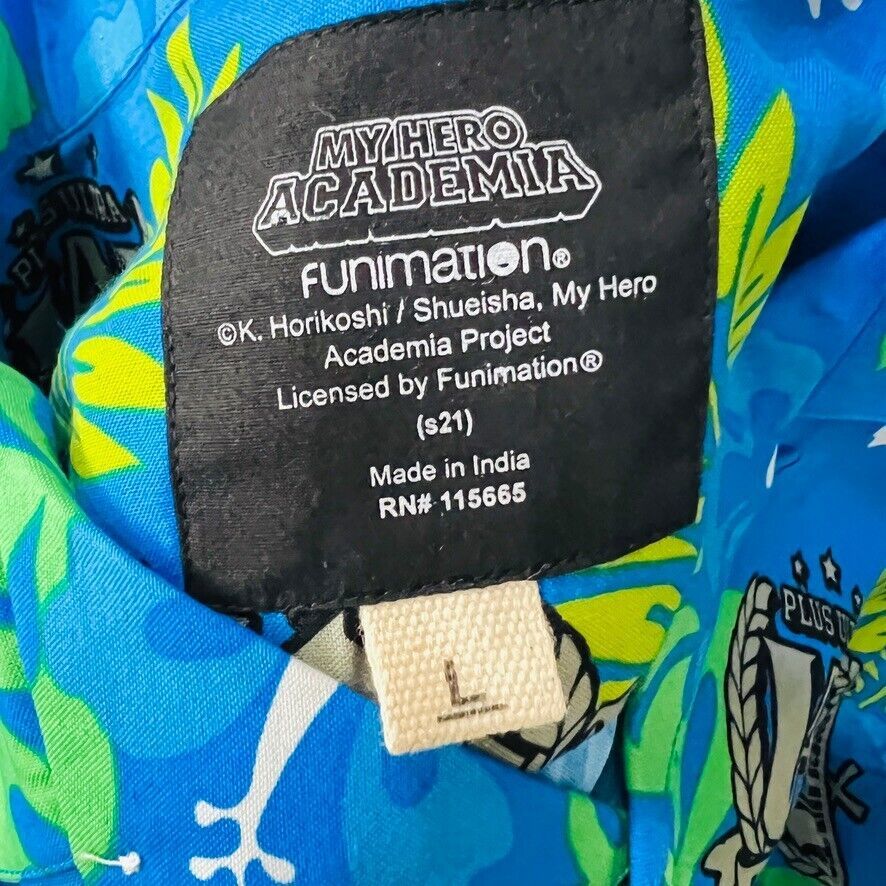 MY HERO
ACADEMIA
FUNIMATION®
©K. Horikoshi / Shueisha, My Hero
Academia Project
Licensed by Funimation®
(s21)
Made in India
RN# 115665
L
PLUS